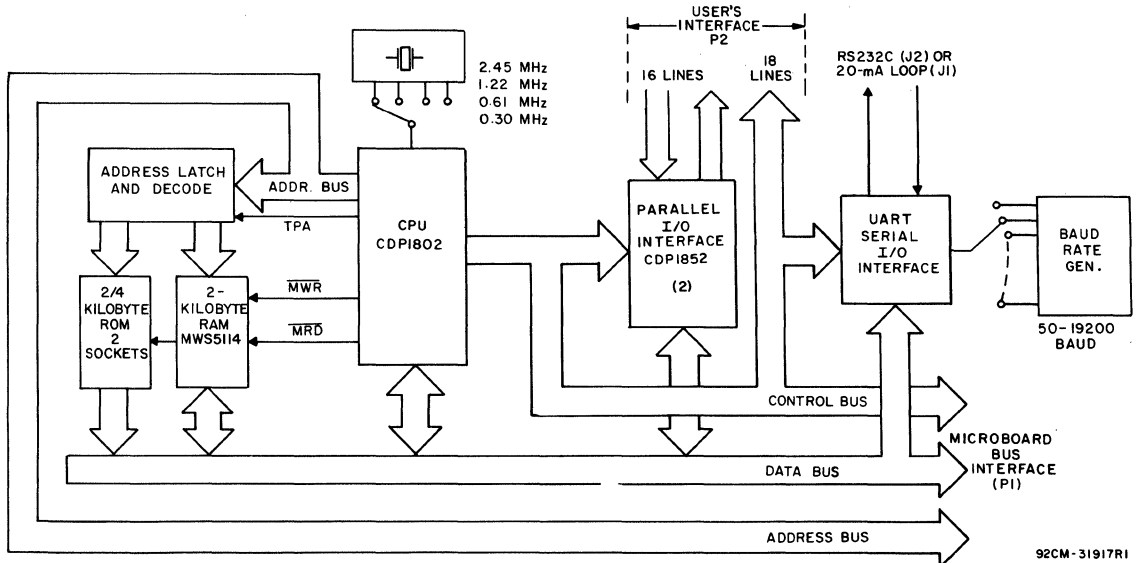 USER'S
INTERFACE
P2
2.45 MHz
1.22 MHz
0.61 MHz
0.30 MHz
16 LINES
18
LINES
RS232C (J2) OR
20-mA LOOP (J1)
ADDRESS LATCH
AND DECODE
ADDR. BUS
TPA
CPU
CDP1802
PARALLEL
I/O
INTERFACE
CDP1852
(2)
UART
SERIAL
I/O
INTERFACE
BAUD
RATE
GEN.
50-19200
BAUD
2/4
KILOBYTE
ROM
2
SOCKETS
2-
KILOBYTE
RAM
MWS5114
MWR
MRD
CONTROL BUS
DATA BUS
MICROBOARD
BUS
INTERFACE
(P1)
ADDRESS BUS
92CM-31917R1